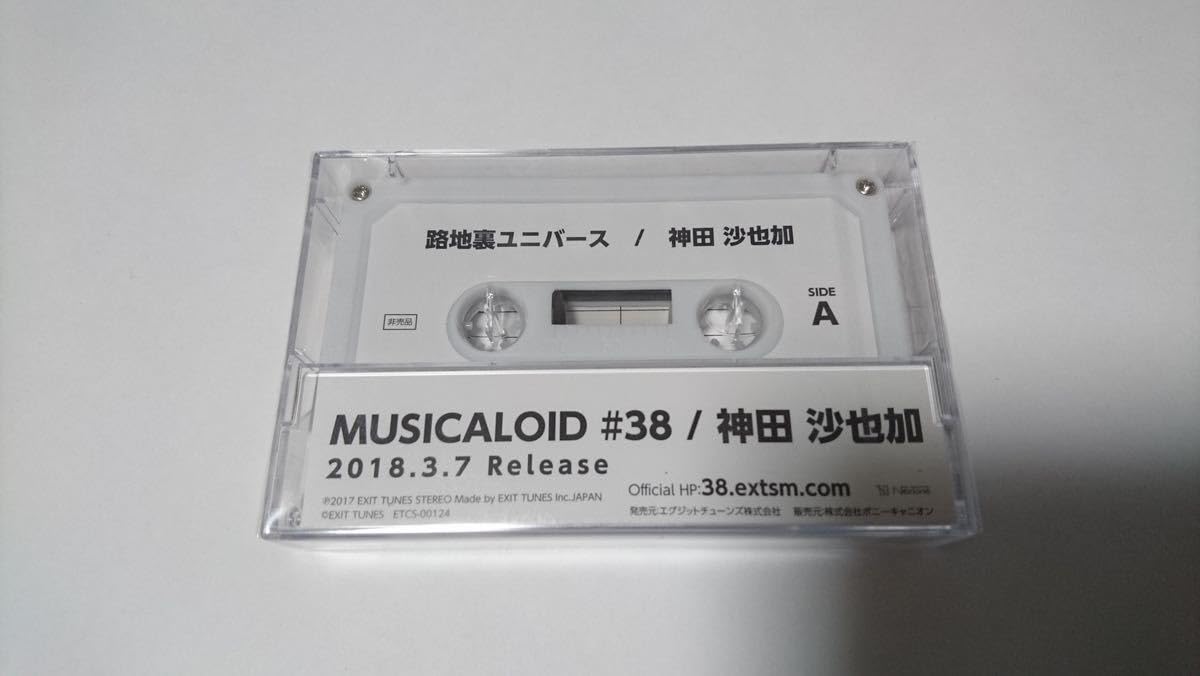 路地裏ユニバース / 神田 沙也加
SIDE
A
非売品
MUSICALOID #38 / 神田 沙也加
2018.3.7 Release
Official HP:38.extsm.com
℗2017 EXIT TUNES STEREO Made by EXIT TUNES Inc.JAPAN
©EXIT TUNES ETCS-00124
発売元:エグジットチューンズ株式会社 販売元:株式会社ポニーキャニオン